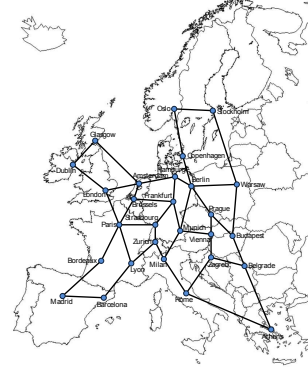 Oslo
Stockholm
Glasgow
Copenhagen
Dublin
Hamburg
Amsterdam
Berlin
Warsaw
London
Brussels
Frankfurt
Prague
Paris
Strasbourg
Munich
Vienna
Budapest
Zurich
Bordeaux
Lyon
Milan
Zagreb
Belgrade
Madrid
Barcelona
Rome
Athens